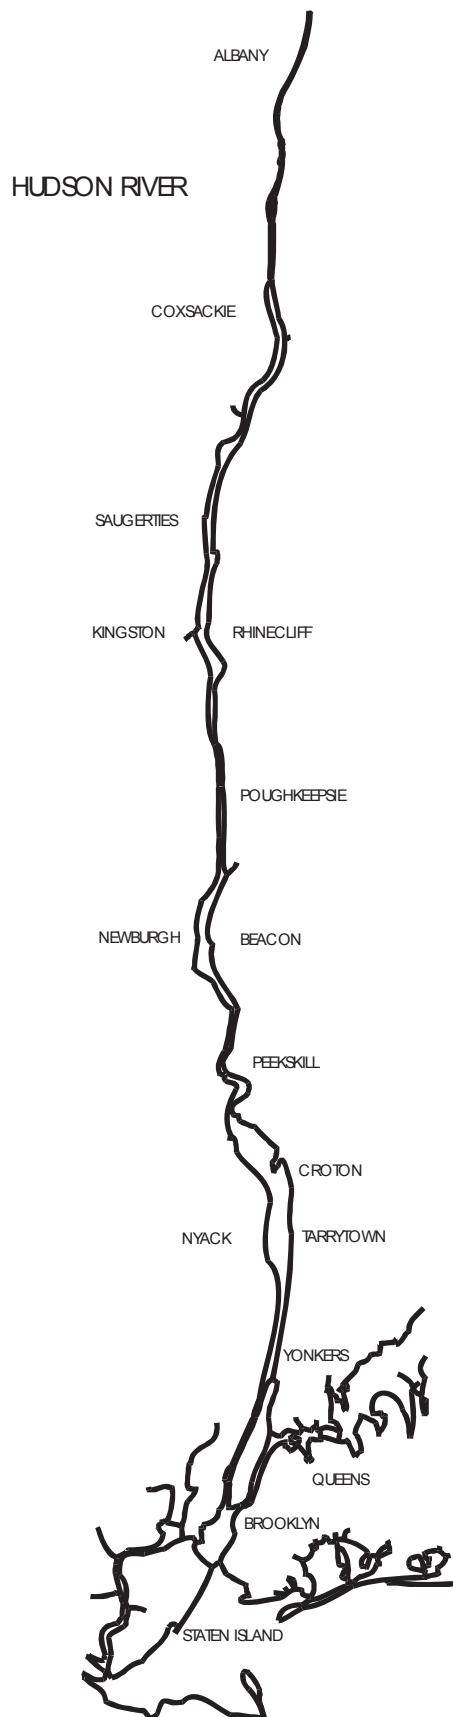 ALBANY
HUDSON RIVER
COXSACKIE
SAUGERTIES
KINGSTON
RHINECLIFF
POUGHKEEPSIE
NEWBURGH
BEACON
PEEKSKILL
CROTON
NYACK
TARRYTOWN
YONKERS
QUEENS
BROOKLYN
STATEN ISLAND